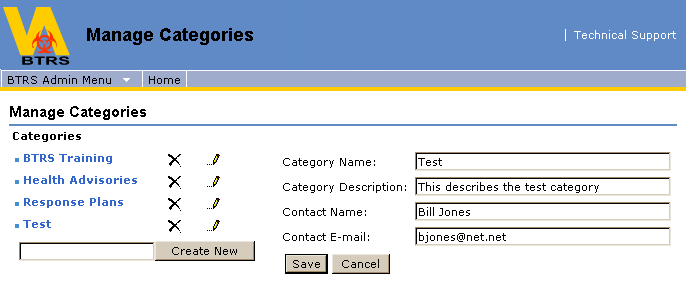 VA
BTRS
Manage Categories
| Technical Support
BTRS Admin Menu
Home
Manage Categories
Categories
BTRS Training
Health Advisories
Response Plans
Test
Create New
Category Name: Test
Category Description: This describes the test category
Contact Name: Bill Jones
Contact E-mail: bjones@net.net
Save Cancel